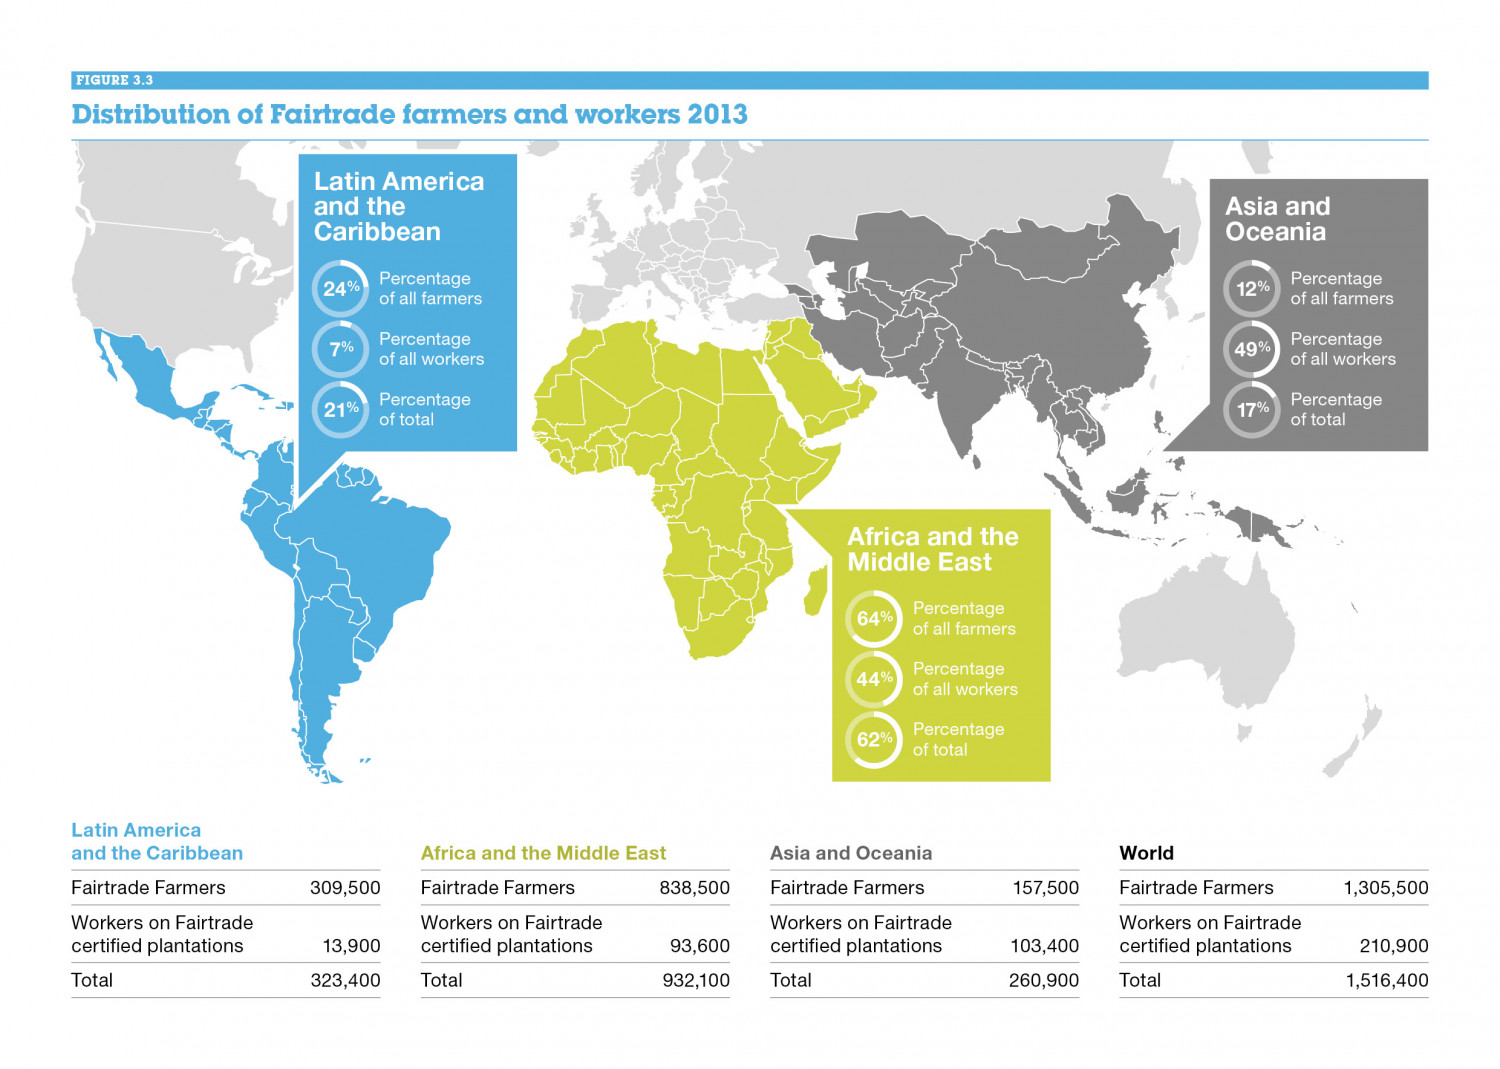 FIGURE 3.3
Distribution of Fairtrade farmers and workers 2013
Latin America
and the
Caribbean
24% Percentage
of all farmers
7% Percentage
of all workers
21% Percentage
of total
Asia and
Oceania
12% Percentage
of all farmers
49% Percentage
of all workers
17% Percentage
of total
Africa and the
Middle East
64% Percentage
of all farmers
44% Percentage
of all workers
62% Percentage
of total
Latin America
and the Caribbean
Fairtrade Farmers 309,500
Workers on Fairtrade
certified plantations 13,900
Total 323,400
Africa and the Middle East
Fairtrade Farmers 838,500
Workers on Fairtrade
certified plantations 93,600
Total 932,100
Asia and Oceania
Fairtrade Farmers 157,500
Workers on Fairtrade
certified plantations 103,400
Total 260,900
World
Fairtrade Farmers 1,305,500
Workers on Fairtrade
certified plantations 210,900
Total 1,516,400